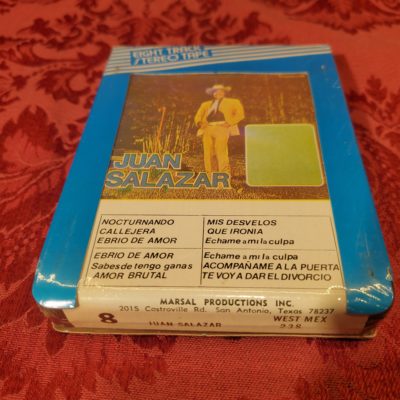 EIGHT TRACK
STEREO TAPE
JUAN
SALAZAR
NOCTURNANDO
CALLEJERA
EBRIO DE AMOR
MIS DESVELOS
QUE IRONIA
Echame a mi la culpa
EBRIO DE AMOR
Sabes de tengo ganas
AMOR BRUTAL
Echame a mi la culpa
ACOMPAÑAME A LA PUERTA
TE VOY A DAR EL DIVORCIO
MARSAL PRODUCTIONS INC.
2015 Castroville Rd. San Antonio, Texas 78237
8 JUAN SALAZAR
WEST MEX
238